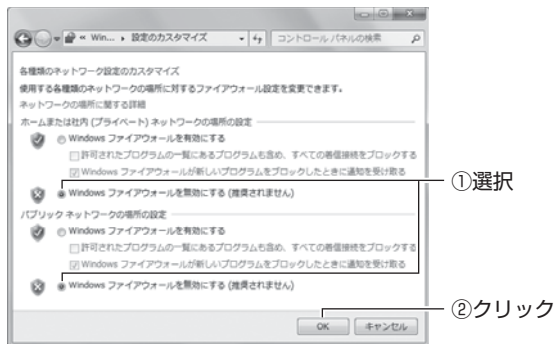 « Win... ▸ 設定のカスタマイズ
コントロール パネルの検索
各種類のネットワーク設定のカスタマイズ
使用する各種類のネットワークの場所に対するファイアウォール設定を変更できます。
ネットワークの場所に関する詳細
ホームまたは社内 (プライベート) ネットワークの場所の設定
Windows ファイアウォールを有効にする
許可されたプログラムの一覧にあるプログラムも含め、すべての着信接続をブロックする
Windows ファイアウォールが新しいプログラムをブロックしたときに通知を受け取る
Windows ファイアウォールを無効にする (推奨されません)
①選択
パブリック ネットワークの場所の設定
Windows ファイアウォールを有効にする
許可されたプログラムの一覧にあるプログラムも含め、すべての着信接続をブロックする
Windows ファイアウォールが新しいプログラムをブロックしたときに通知を受け取る
Windows ファイアウォールを無効にする (推奨されません)
OK キャンセル
②クリック